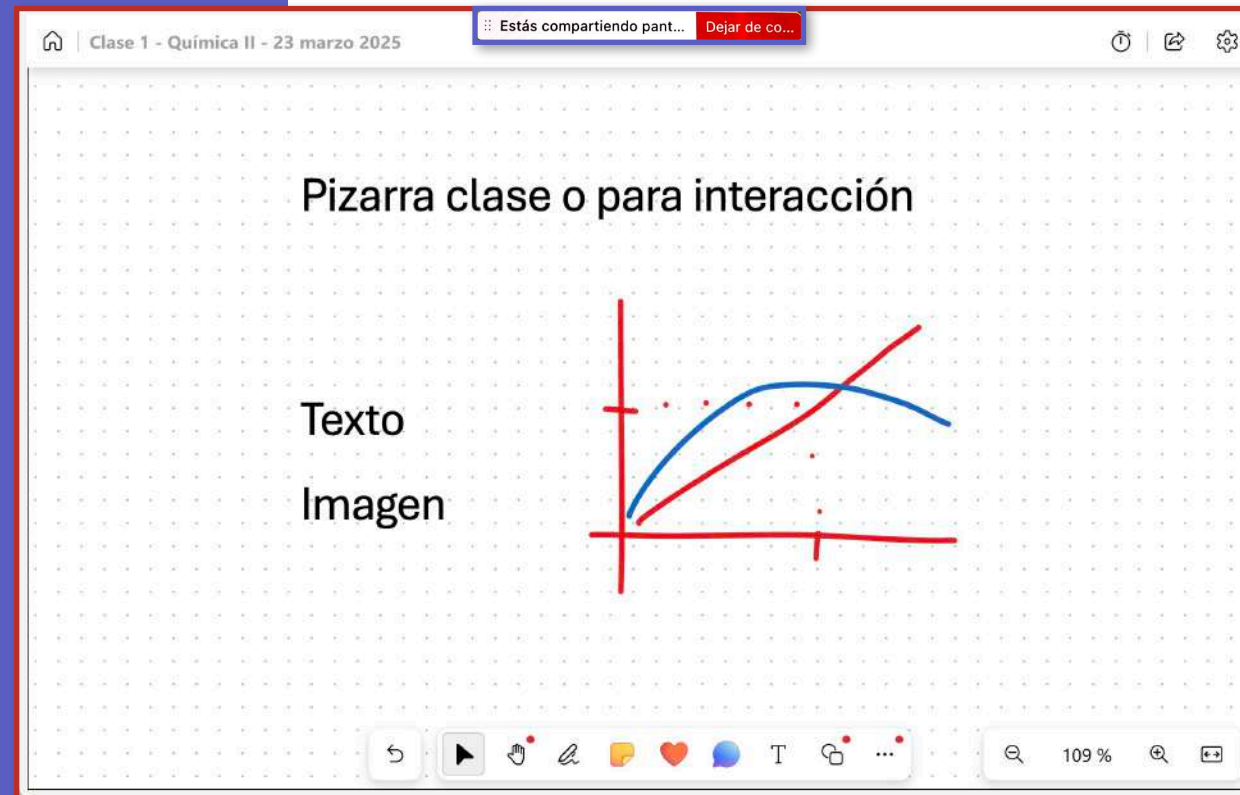 Estás compartiendo pant... Dejar de co...
Clase 1 - Química II - 23 marzo 2025
Pizarra clase o para interacción
Texto
Imagen
T
109 %